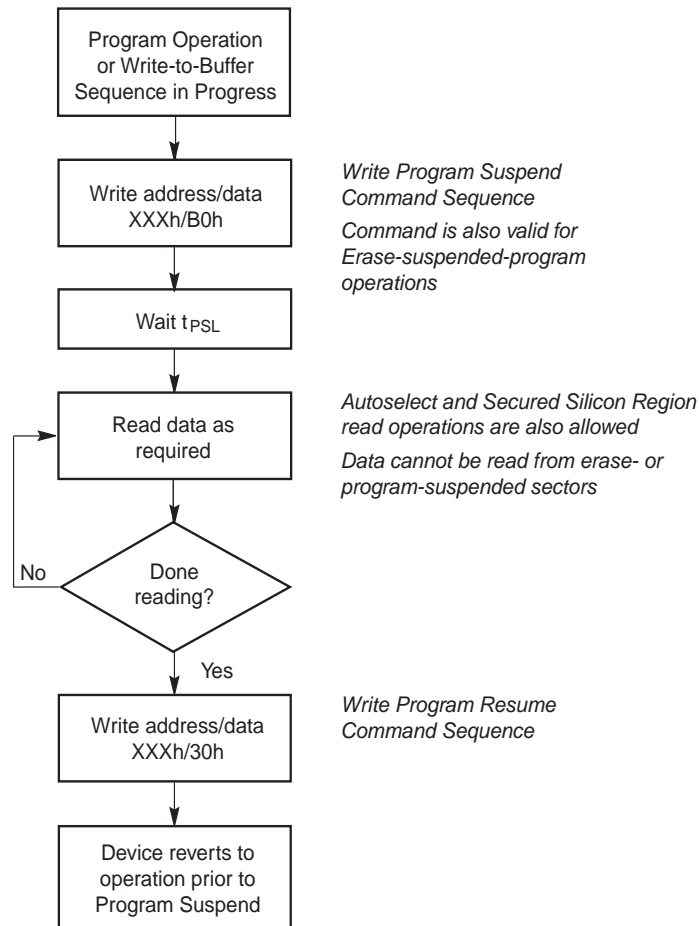 Program Operation
or Write-to-Buffer
Sequence in Progress
Write address/data
XXXh/B0h
Write Program Suspend
Command Sequence
Command is also valid for
Erase-suspended-program
operations
Wait tPSL
Read data as
required
Autoselect and Secured Silicon Region
read operations are also allowed
Data cannot be read from erase- or
program-suspended sectors
No
Done
reading?
Yes
Write address/data
XXXh/30h
Write Program Resume
Command Sequence
Device reverts to
operation prior to
Program Suspend